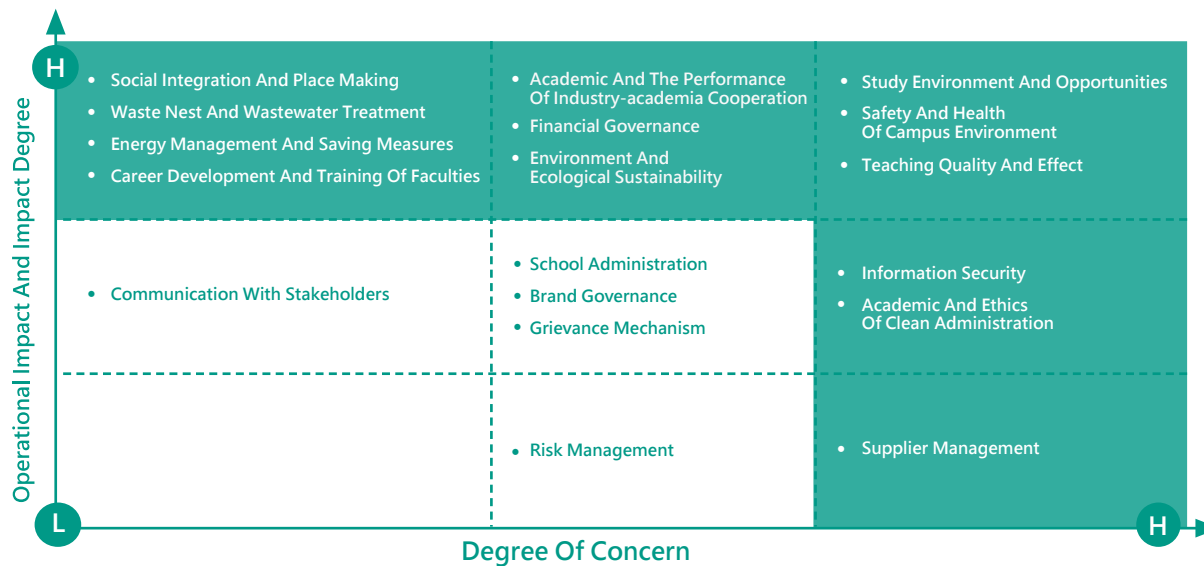 H
• Social Integration And Place Making
• Waste Nest And Wastewater Treatment
• Energy Management And Saving Measures
• Career Development And Training Of Faculties
• Academic And The Performance
Of Industry-academia Cooperation
• Financial Governance
• Environment And
Ecological Sustainability
• Study Environment And Opportunities
• Safety And Health
Of Campus Environment
• Teaching Quality And Effect
Operational Impact And Impact Degree
• Communication With Stakeholders
• School Administration
• Brand Governance
• Grievance Mechanism
• Information Security
• Academic And Ethics
Of Clean Administration
• Risk Management
• Supplier Management
L
H
Degree Of Concern